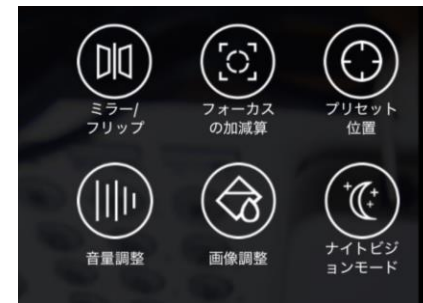 ミラー/
フリップ
フォーカス
の加減算
プリセット
位置
音量調整
画像調整
ナイトビジ
ョンモード